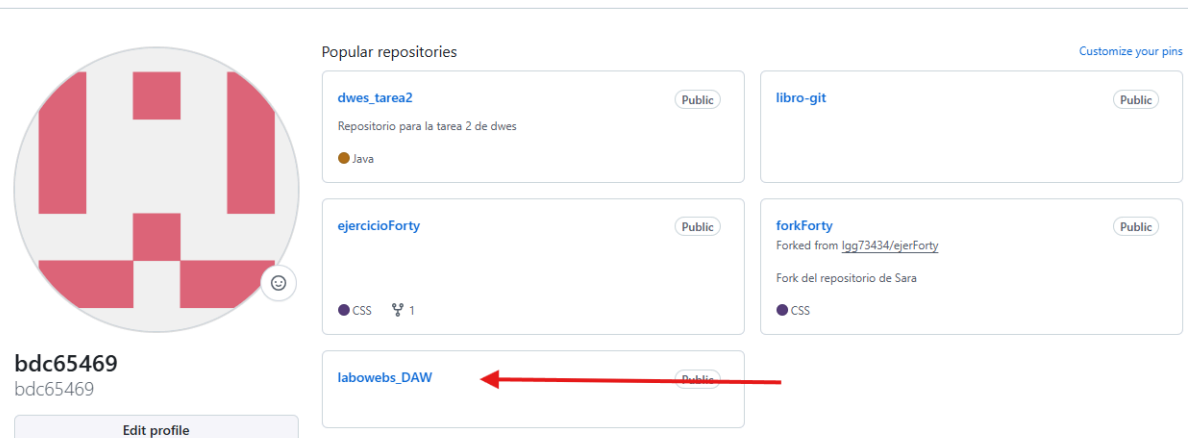 Popular repositories
Customize your pins
dwes_tarea2
Public
Repositorio para la tarea 2 de dwes
Java
libro-git
Public
ejercicioForty
Public
CSS
1
forkForty
Public
Forked from lgg73434/ejerForty
Fork del repositorio de Sara
CSS
labowebs_DAW
Public
bdc65469
bdc65469
Edit profile